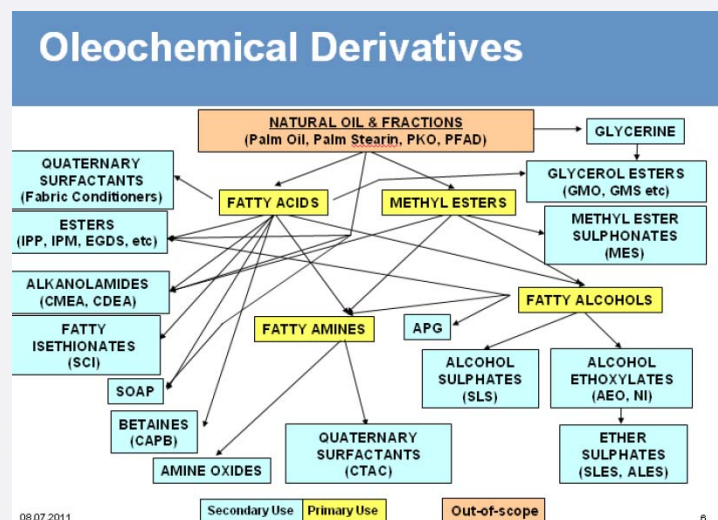 Oleochemical Derivatives
NATURAL OIL & FRACTIONS
(Palm Oil, Palm Stearin, PKO, PFAD)
GLYCERINE
QUATERNARY
SURFACTANTS
(Fabric Conditioners)
FATTY ACIDS
METHYL ESTERS
GLYCEROL ESTERS
(GMO, GMS etc)
ESTERS
(IPP, IPM, EGDS, etc)
METHYL ESTER
SULPHONATES
(MES)
ALKANOLAMIDES
(CMEA, CDEA)
FATTY ALCOHOLS
FATTY
ISETHIONATES
(SCI)
FATTY AMINES
APG
SOAP
ALCOHOL
SULPHATES
(SLS)
ALCOHOL
ETHOXYLATES
(AEO, NI)
BETAINES
(CAPB)
QUATERNARY
SURFACTANTS
(CTAC)
ETHER
SULPHATES
(SLES, ALES)
AMINE OXIDES
Secondary Use
Primary Use
Out-of-scope
08.07.2011
6